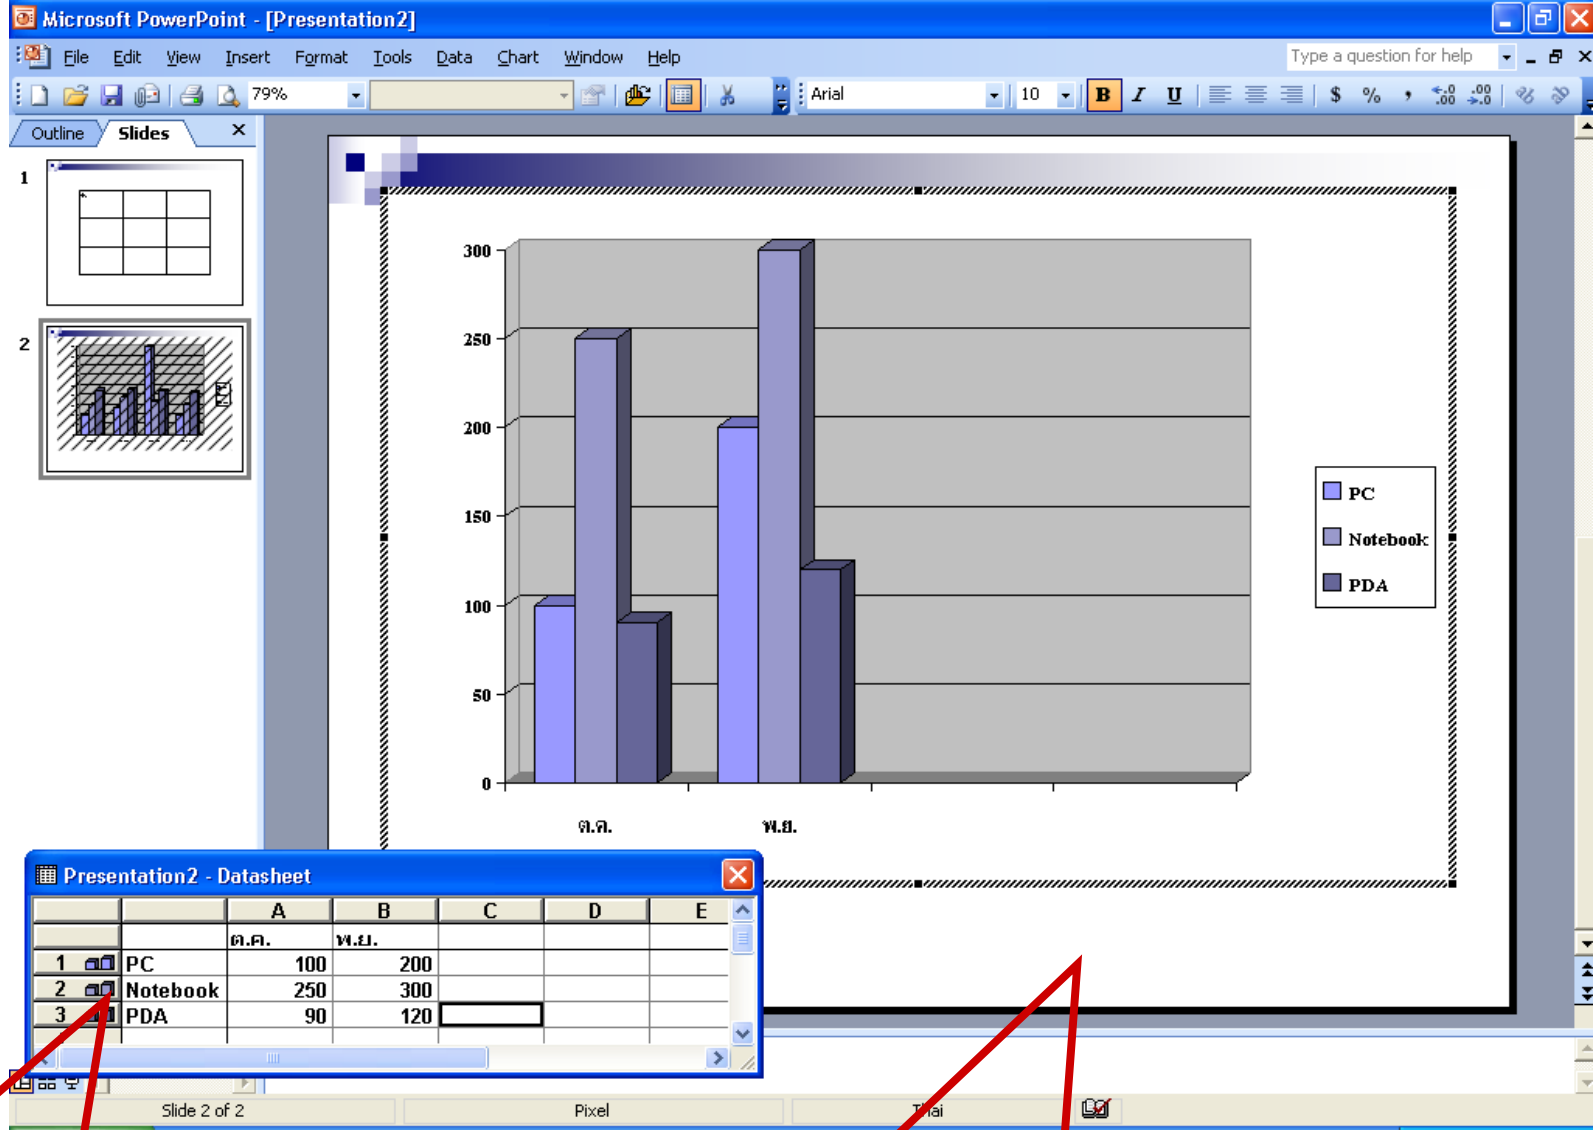 Microsoft PowerPoint - [Presentation2]
File Edit View Insert Format Tools Data Chart Window Help Type a question for help
79% Arial 10 B I U $ % , .00 .00
Outline Slides
1
2
300
250
200
150
100
50
0
ต.ค. พ.ย.
PC
Notebook
PDA
Presentation2 - Datasheet
A B C D E
ต.ค. พ.ย.
1 PC 100 200
2 Notebook 250 300
3 PDA 90 120
Slide 2 of 2 Pixel Thai